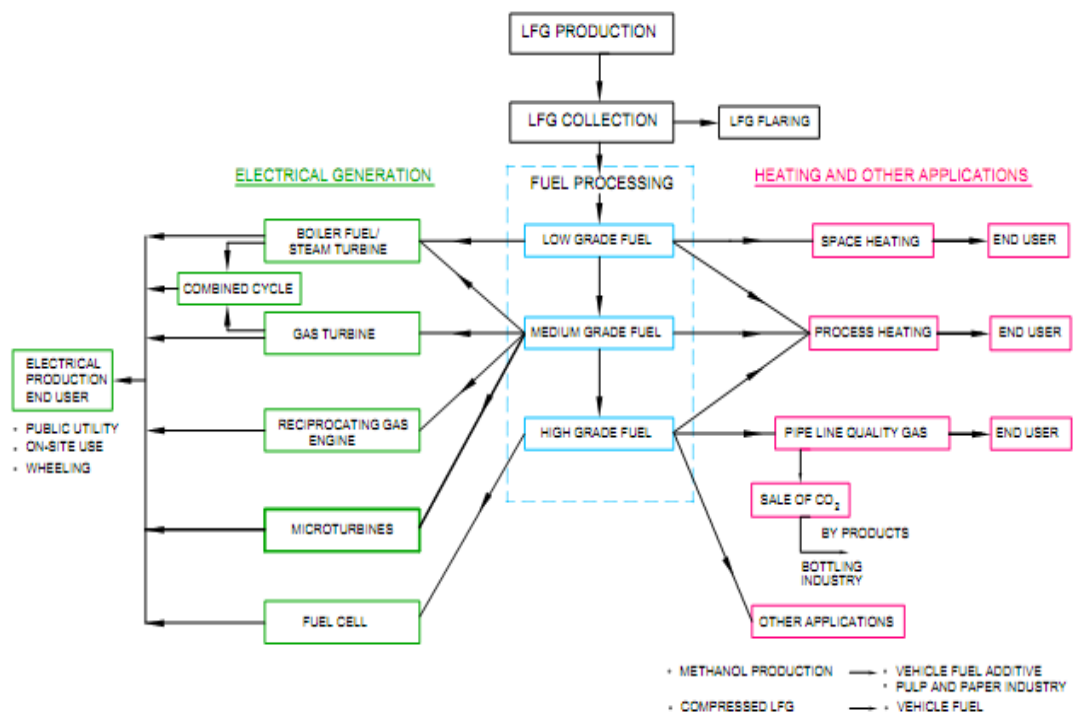 LFG PRODUCTION
LFG COLLECTION
LFG FLARING
ELECTRICAL GENERATION
FUEL PROCESSING
HEATING AND OTHER APPLICATIONS
BOILER FUEL/
STEAM TURBINE
LOW GRADE FUEL
SPACE HEATING
END USER
COMBINED CYCLE
GAS TURBINE
MEDIUM GRADE FUEL
PROCESS HEATING
END USER
ELECTRICAL
PRODUCTION
END USER
• PUBLIC UTILITY
• ON-SITE USE
• WHEELING
RECIPROCATING GAS
ENGINE
HIGH GRADE FUEL
PIPE LINE QUALITY GAS
END USER
SALE OF CO₂
BY PRODUCTS
BOTTLING
INDUSTRY
MICROTURBINES
FUEL CELL
OTHER APPLICATIONS
• METHANOL PRODUCTION
• VEHICLE FUEL ADDITIVE
• PULP AND PAPER INDUSTRY
• COMPRESSED LFG
• VEHICLE FUEL